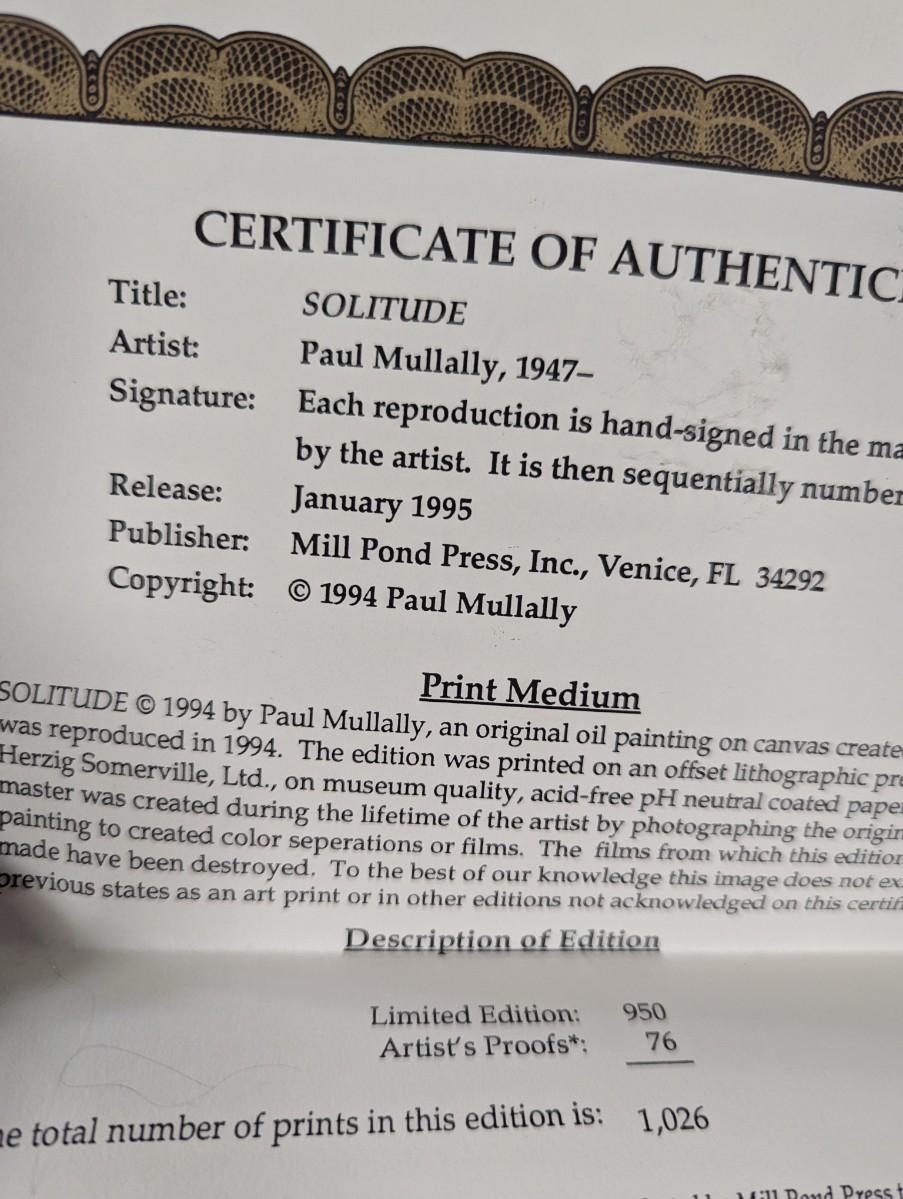 CERTIFICATE OF AUTHENTIC
Title: SOLITUDE
Artist: Paul Mullally, 1947–
Signature: Each reproduction is hand-signed in the ma
by the artist. It is then sequentially number
Release: January 1995
Publisher: Mill Pond Press, Inc., Venice, FL 34292
Copyright: © 1994 Paul Mullally
Print Medium
SOLITUDE © 1994 by Paul Mullally, an original oil painting on canvas create
was reproduced in 1994. The edition was printed on an offset lithographic pre
Herzig Somerville, Ltd., on museum quality, acid-free pH neutral coated paper
master was created during the lifetime of the artist by photographing the origin
painting to created color seperations or films. The films from which this edition
made have been destroyed. To the best of our knowledge this image does not ex
previous states as an art print or in other editions not acknowledged on this certif
Description of Edition
Limited Edition: 950
Artist's Proofs*: 76
e total number of prints in this edition is: 1,026
Mill Pond Press